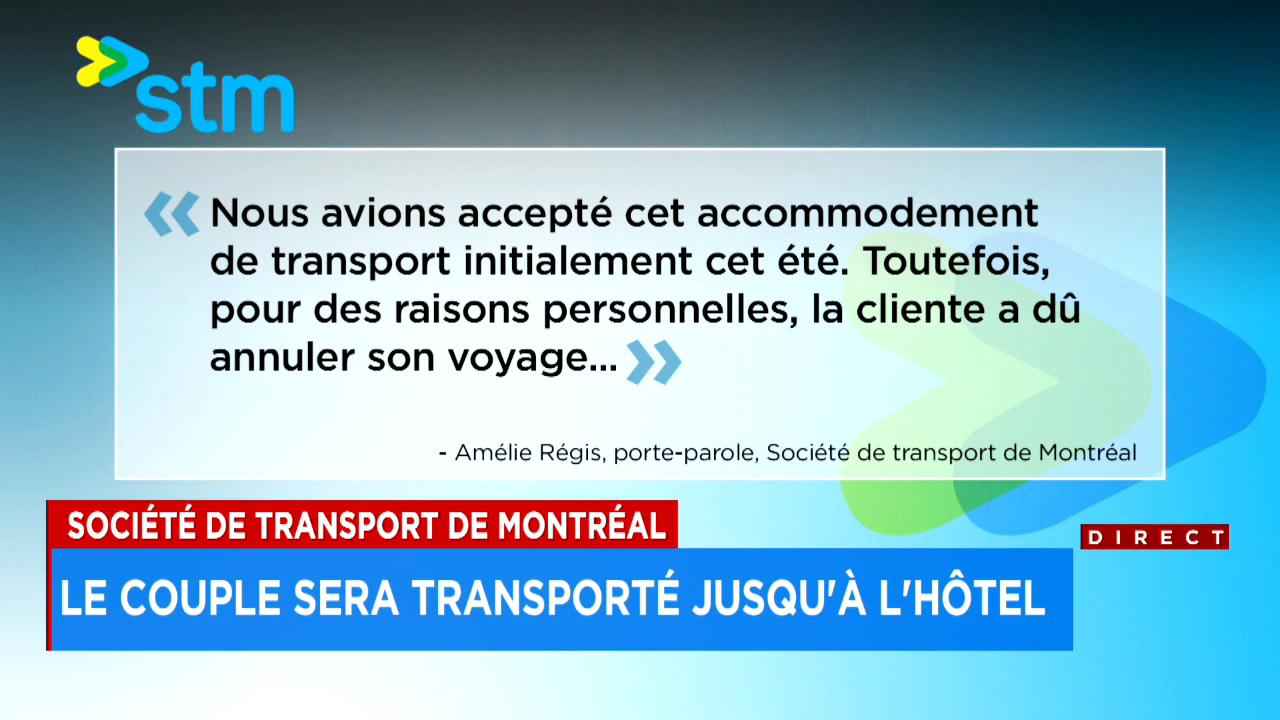 stm
« Nous avions accepté cet accommodement
de transport initialement cet été. Toutefois,
pour des raisons personnelles, la cliente a dû
annuler son voyage... »
- Amélie Régis, porte-parole, Société de transport de Montréal
SOCIÉTÉ DE TRANSPORT DE MONTRÉAL
DIRECT
LE COUPLE SERA TRANSPORTÉ JUSQU'À L'HÔTEL